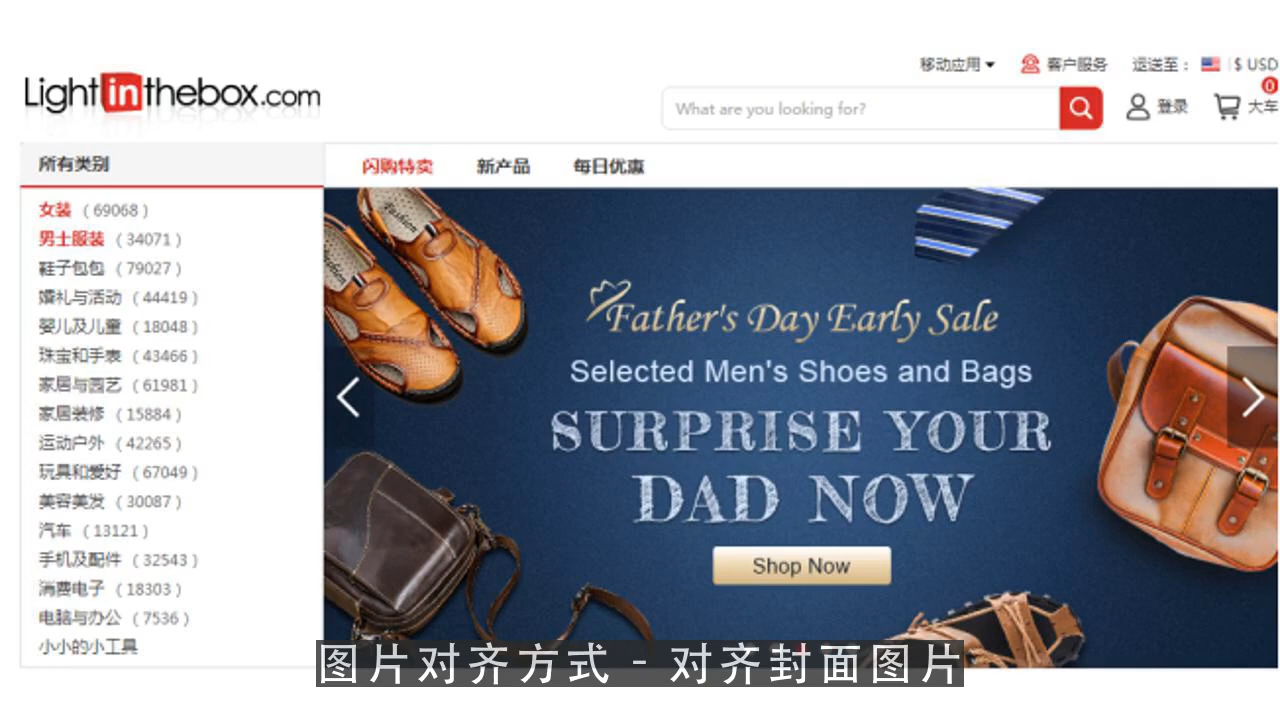 移动应用 客户服务 运送至： $ USD
Lightinthebox.com
What are you looking for?
登录
0
大车
所有类别
闪购特卖 新产品 每日优惠
女装 ( 69068 )
男士服装 ( 34071 )
鞋子包包 ( 79027 )
婚礼与活动 ( 44419 )
婴儿及儿童 ( 18048 )
珠宝和手表 ( 43466 )
家居与园艺 ( 61981 )
家居装修 ( 15884 )
运动户外 ( 42265 )
玩具和爱好 ( 67049 )
美容美发 ( 30087 )
汽车 ( 13121 )
手机及配件 ( 32543 )
消费电子 ( 18303 )
电脑与办公 ( 7536 )
小小的小工具
Fashion
Father's Day Early Sale
Selected Men's Shoes and Bags
SURPRISE YOUR
DAD NOW
Shop Now
图片对齐方式 - 对齐封面图片